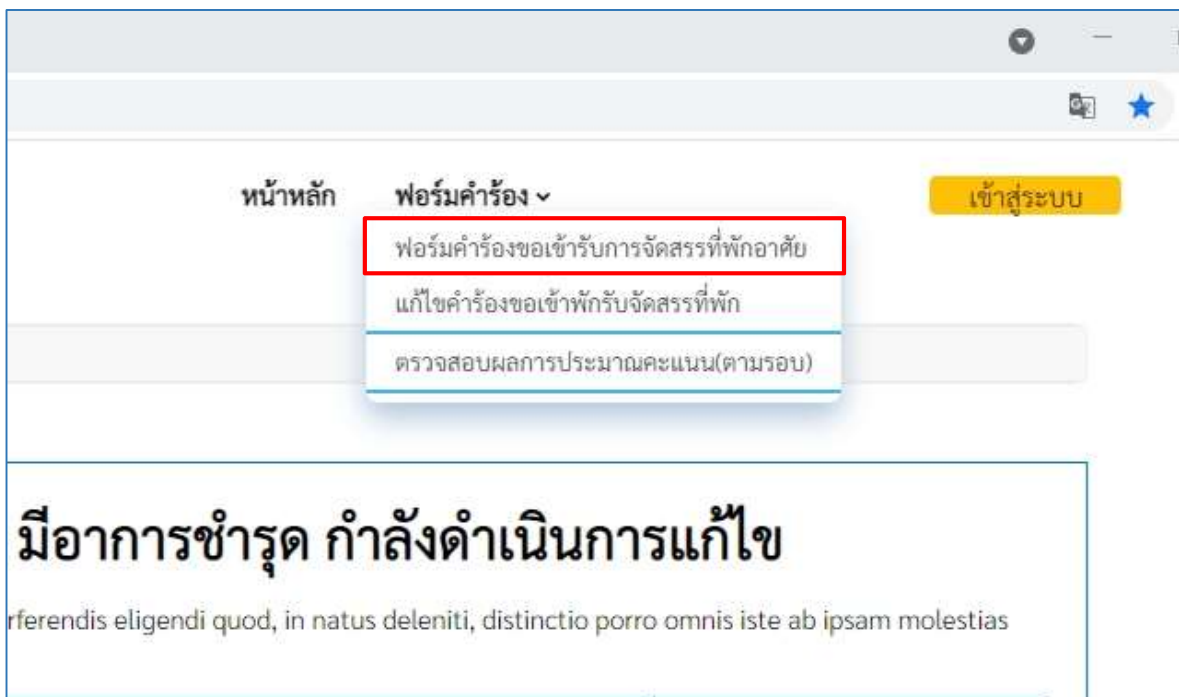 หน้าหลัก ฟอร์มคำร้อง เข้าสู่ระบบ
ฟอร์มคำร้องขอเข้ารับการจัดสรรที่พักอาศัย
แก้ไขคำร้องขอเข้าพักรับจัดสรรที่พัก
ตรวจสอบผลการประมาณคะแนน(ตามรอบ)
มีอาการชำรุด กำลังดำเนินการแก้ไข
rferendis eligendi quod, in natus deleniti, distinctio porro omnis iste ab ipsam molestias